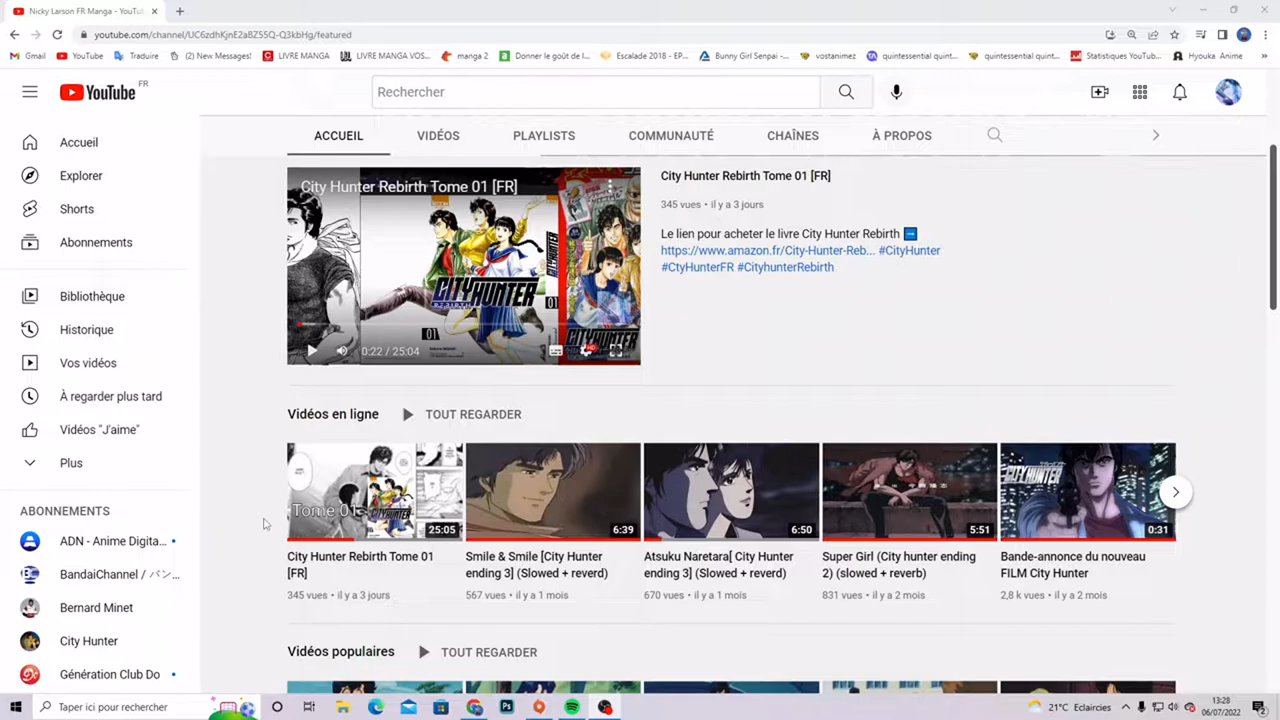 Nicky Larson FR Manga - YouTu
youtube.com/channel/UC6zdhKjnE2aBZ55Q-Q3kbHg/featured
Gmail YouTube Traduire (2) New Messages! LIVRE MANGA LIVRE MANGA VOS... manga 2 Donner le goût de l... Escalade 2018 - EP... Bunny Girl Senpai -... vostanimez quintessential quint... quintessential quint... Statistiques YouTub... Hyouka Anime
YouTube FR
Rechercher
ACCUEIL VIDÉOS PLAYLISTS COMMUNAUTÉ CHAÎNES À PROPOS
Accueil
Explorer
Shorts
Abonnements
Bibliothèque
Historique
Vos vidéos
À regarder plus tard
Vidéos "J'aime"
Plus
ABONNEMENTS
ADN - Anime Digita...
BandaiChannel / バン...
Bernard Minet
City Hunter
Génération Club Do
City Hunter Rebirth Tome 01 [FR]
CITYHUNTER
REBIRTH
01
01
CITYHUNTER
0:22 / 25:04
HD
City Hunter Rebirth Tome 01 [FR]
345 vues • il y a 3 jours
Le lien pour acheter le livre City Hunter Rebirth
https://www.amazon.fr/City-Hunter-Reb... #CityHunter
#CtyHunterFR #CityhunterRebirth
Vidéos en ligne TOUT REGARDER
Tome 01
25:05
City Hunter Rebirth Tome 01
[FR]
345 vues • il y a 3 jours
6:39
Smile & Smile [City Hunter
ending 3] (Slowed + reverd)
567 vues • il y a 1 mois
6:50
Atsuku Naretara[ City Hunter
ending 3] (Slowed + reverd)
670 vues • il y a 1 mois
5:51
Super Girl (City hunter ending
2) (slowed + reverb)
831 vues • il y a 2 mois
CITYHUNTER
0:31
Bande-annonce du nouveau
FILM City Hunter
2,8 k vues • il y a 2 mois
Vidéos populaires TOUT REGARDER
Taper ici pour rechercher
Ps
21°C Eclaircies
13:28
06/07/2022
2